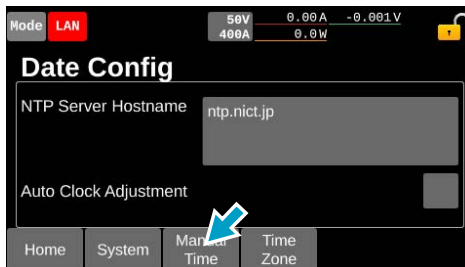 Mode LAN 50V 0.00A -0.001V
400A 0.0W
Date Config
NTP Server Hostname ntp.nict.jp
Auto Clock Adjustment
Home System Manual Time Time Zone